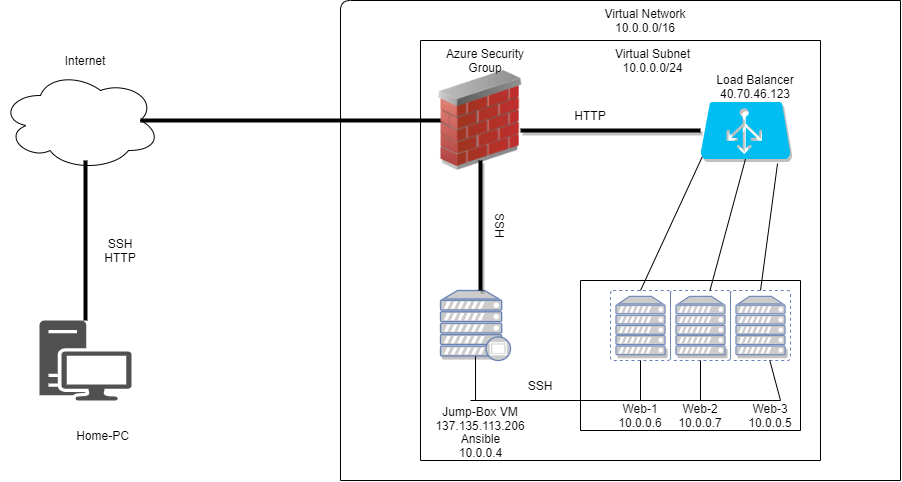 Virtual Network
10.0.0.0/16
Internet
Azure Security
Group
Virtual Subnet
10.0.0.0/24
Load Balancer
40.70.46.123
HTTP
SSH
SSH
HTTP
SSH
Home-PC
Jump-Box VM
137.135.113.206
Ansible
10.0.0.4
Web-1
10.0.0.6
Web-2
10.0.0.7
Web-3
10.0.0.5